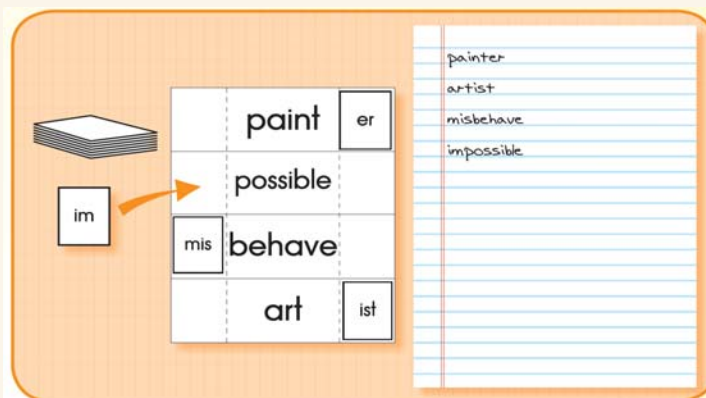 paint er
possible
im
mis behave
art ist
painter
artist
misbehave
impossible